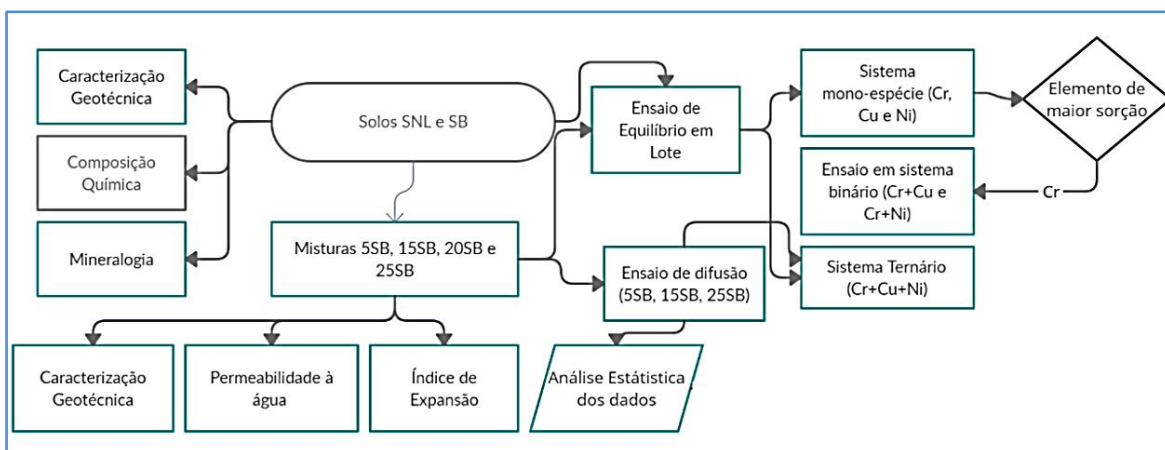 Caracterização
Geotécnica
Composição
Química
Mineralogia
Solos SNL e SB
Misturas 5SB, 15SB, 20SB e
25SB
Caracterização
Geotécnica
Permeabilidade à
água
Índice de
Expansão
Ensaio de
Equilíbrio em
Lote
Ensaio de difusão
(5SB, 15SB, 25SB)
Análise Estátistica
dos dados
Sistema
mono-espécie (Cr,
Cu e Ni)
Elemento de
maior sorção
Cr
Ensaio em sistema
binário (Cr+Cu e
Cr+Ni)
Sistema Ternário
(Cr+Cu+Ni)